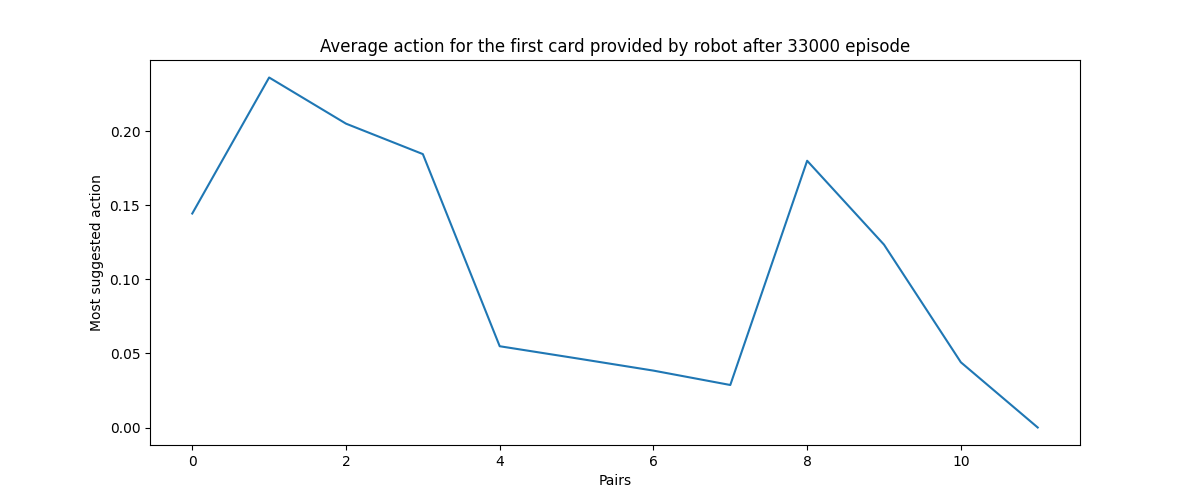 Average action for the first card provided by robot after 33000 episode
0.20
0.15
0.10
0.05
0.00
Most suggested action
0 2 4 6 8 10
Pairs